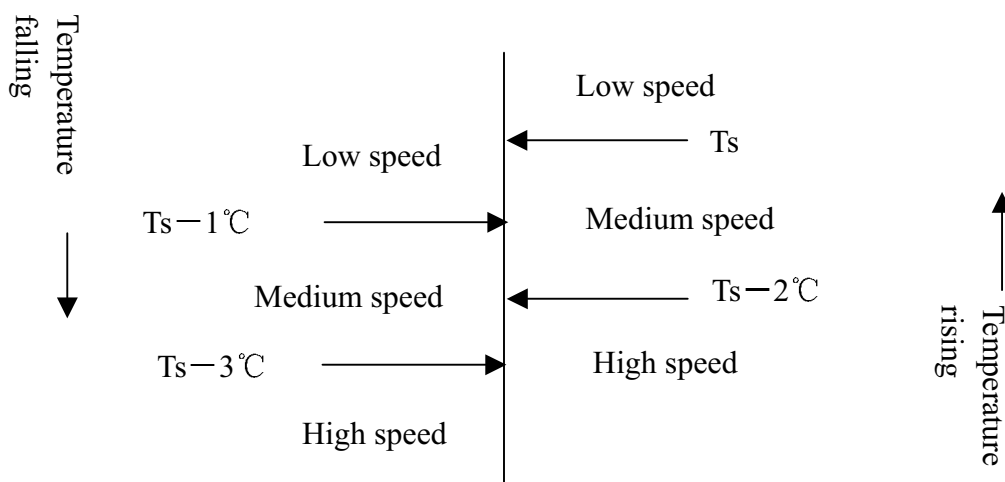 Temperature
falling
Low speed
Ts
Low speed
Ts－1℃
Medium speed
Medium speed
Ts－2℃
Ts－3℃
High speed
High speed
Temperature
rising